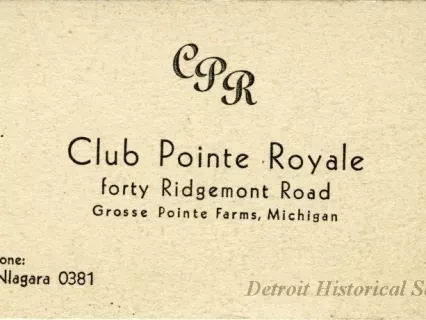 CPR
Club Pointe Royale
forty Ridgemont Road
Grosse Pointe Farms, Michigan
one:
NIagara 0381
Detroit Historical S